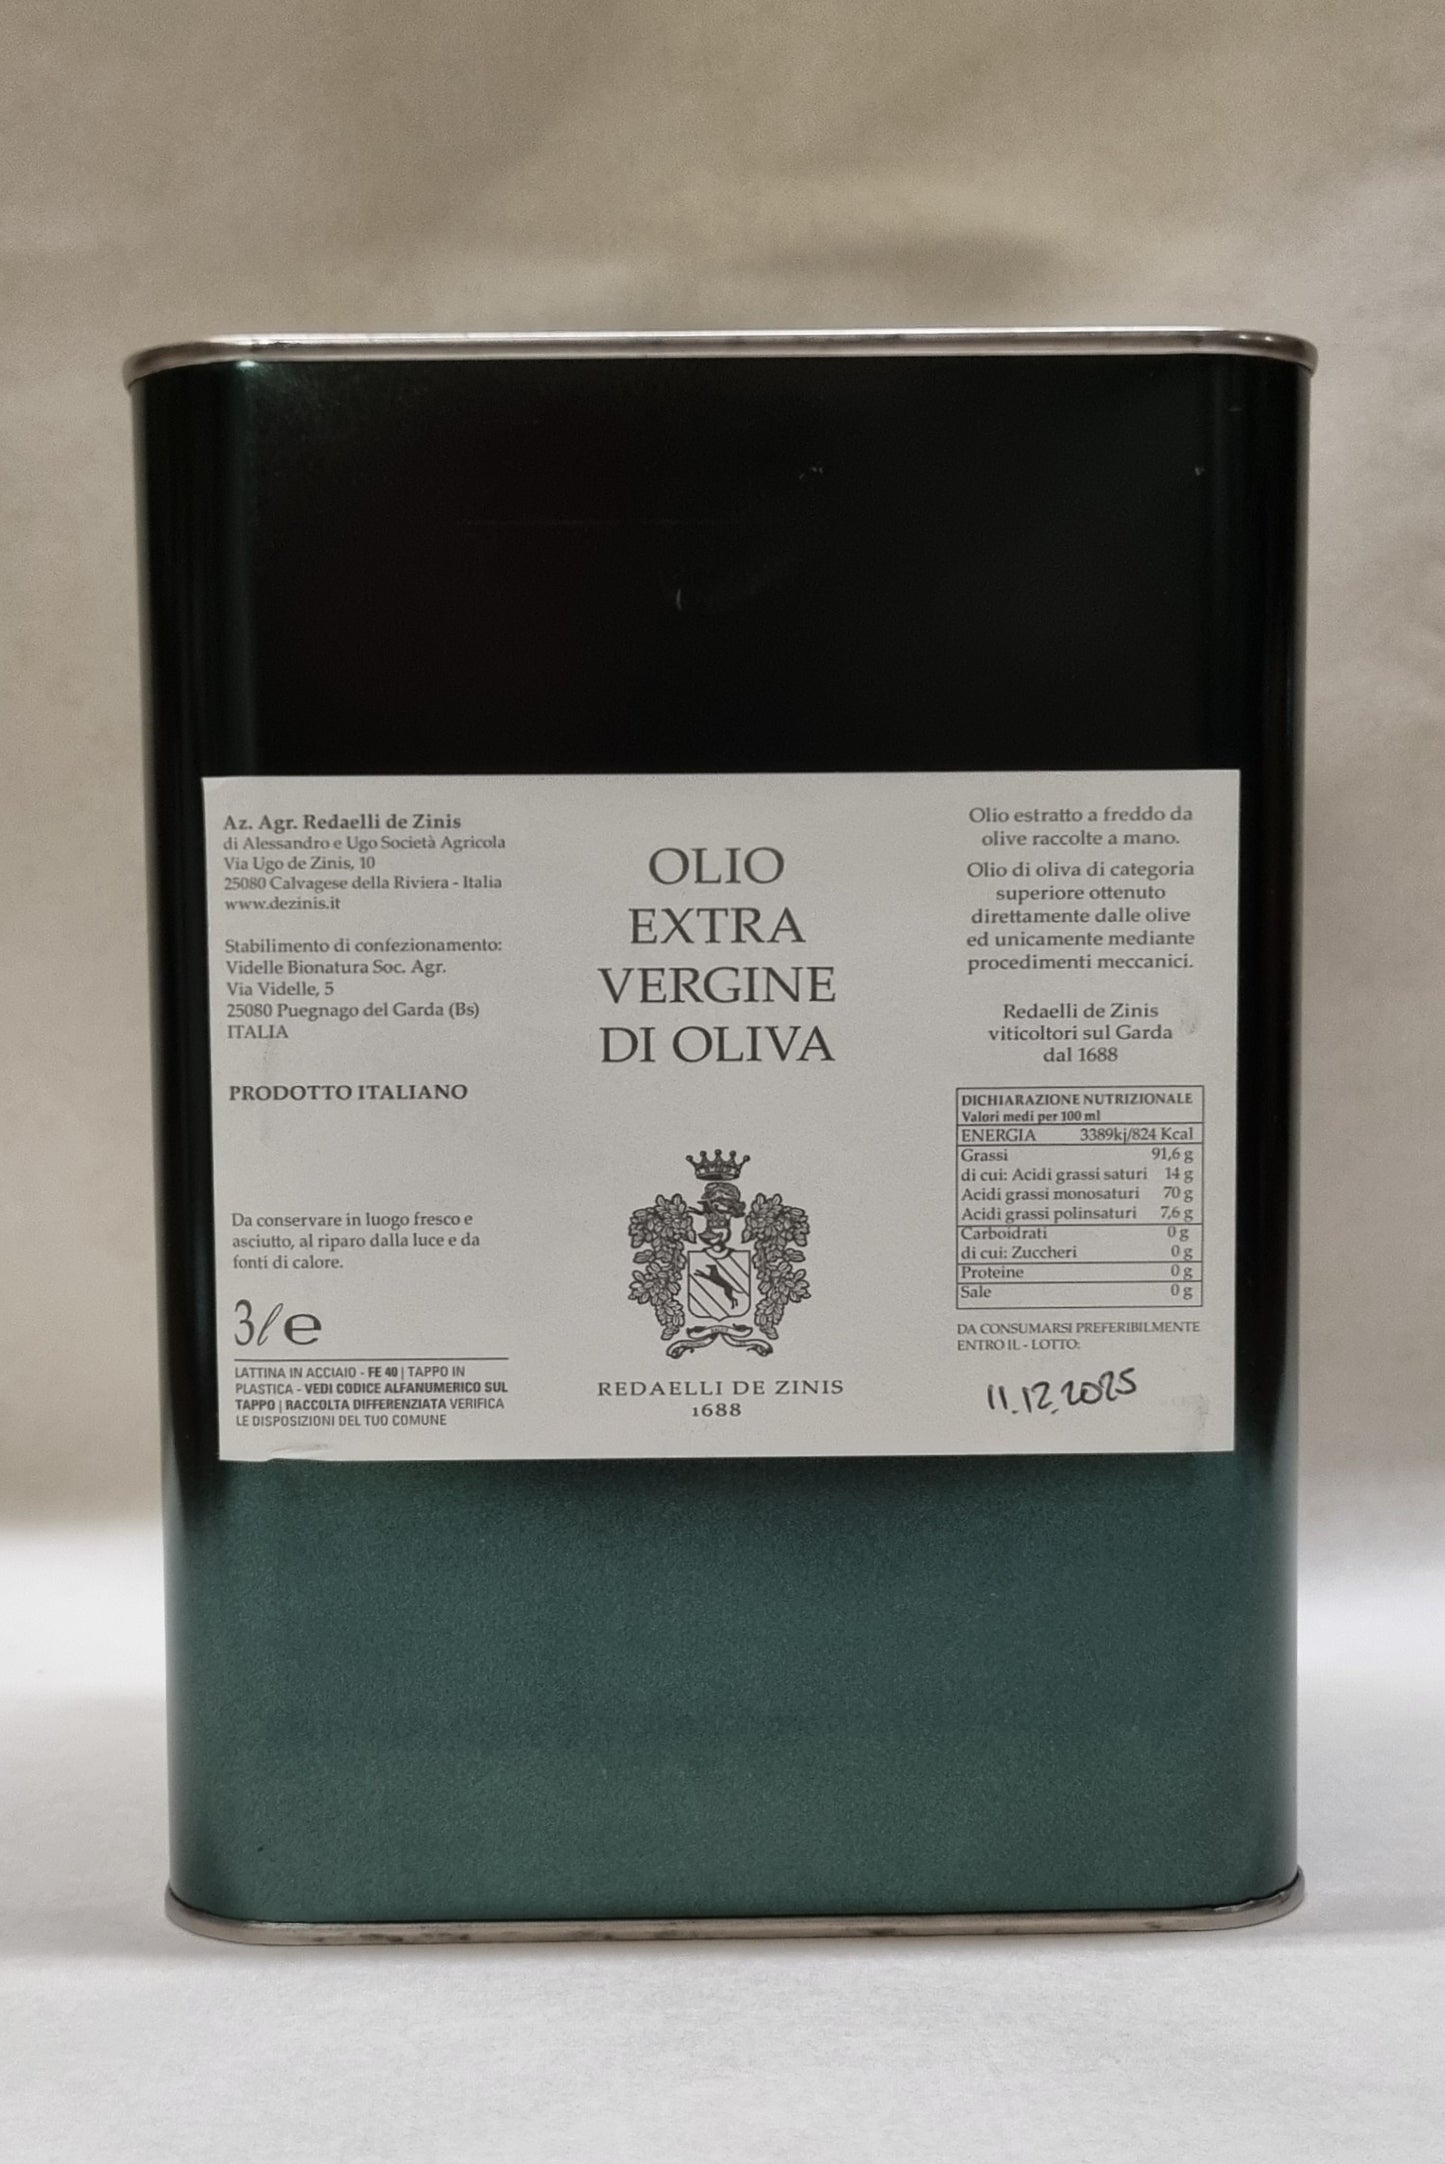 Az. Agr. Redaelli de Zinis
di Alessandro e Ugo Società Agricola
Via Ugo de Zinis, 10
25080 Calvagese della Riviera - Italia
www.dezinis.it
Stabilimento di confezionamento:
Videlle Bionatura Soc. Agr.
Via Videlle, 5
25080 Puegnago del Garda (Bs)
ITALIA
PRODOTTO ITALIANO
Da conservare in luogo fresco e
asciutto, al riparo dalla luce e da
fonti di calore.
3ℓ e
LATTINA IN ACCIAIO - FE 40 | TAPPO IN
PLASTICA - VEDI CODICE ALFANUMERICO SUL
TAPPO | RACCOLTA DIFFERENZIATA VERIFICA
LE DISPOSIZIONI DEL TUO COMUNE
OLIO
EXTRA
VERGINE
DI OLIVA
REDAELLI DE ZINIS
1688
Olio estratto a freddo da
olive raccolte a mano.
Olio di oliva di categoria
superiore ottenuto
direttamente dalle olive
ed unicamente mediante
procedimenti meccanici.
Redaelli de Zinis
viticoltori sul Garda
dal 1688
DICHIARAZIONE NUTRIZIONALE
Valori medi per 100 ml
ENERGIA 3389kj/824 Kcal
Grassi 91,6 g
di cui: Acidi grassi saturi 14 g
Acidi grassi monosaturi 70 g
Acidi grassi polinsaturi 7,6 g
Carboidrati 0 g
di cui: Zuccheri 0 g
Proteine 0 g
Sale 0 g
DA CONSUMARSI PREFERIBILMENTE
ENTRO IL - LOTTO:
11.12.2025